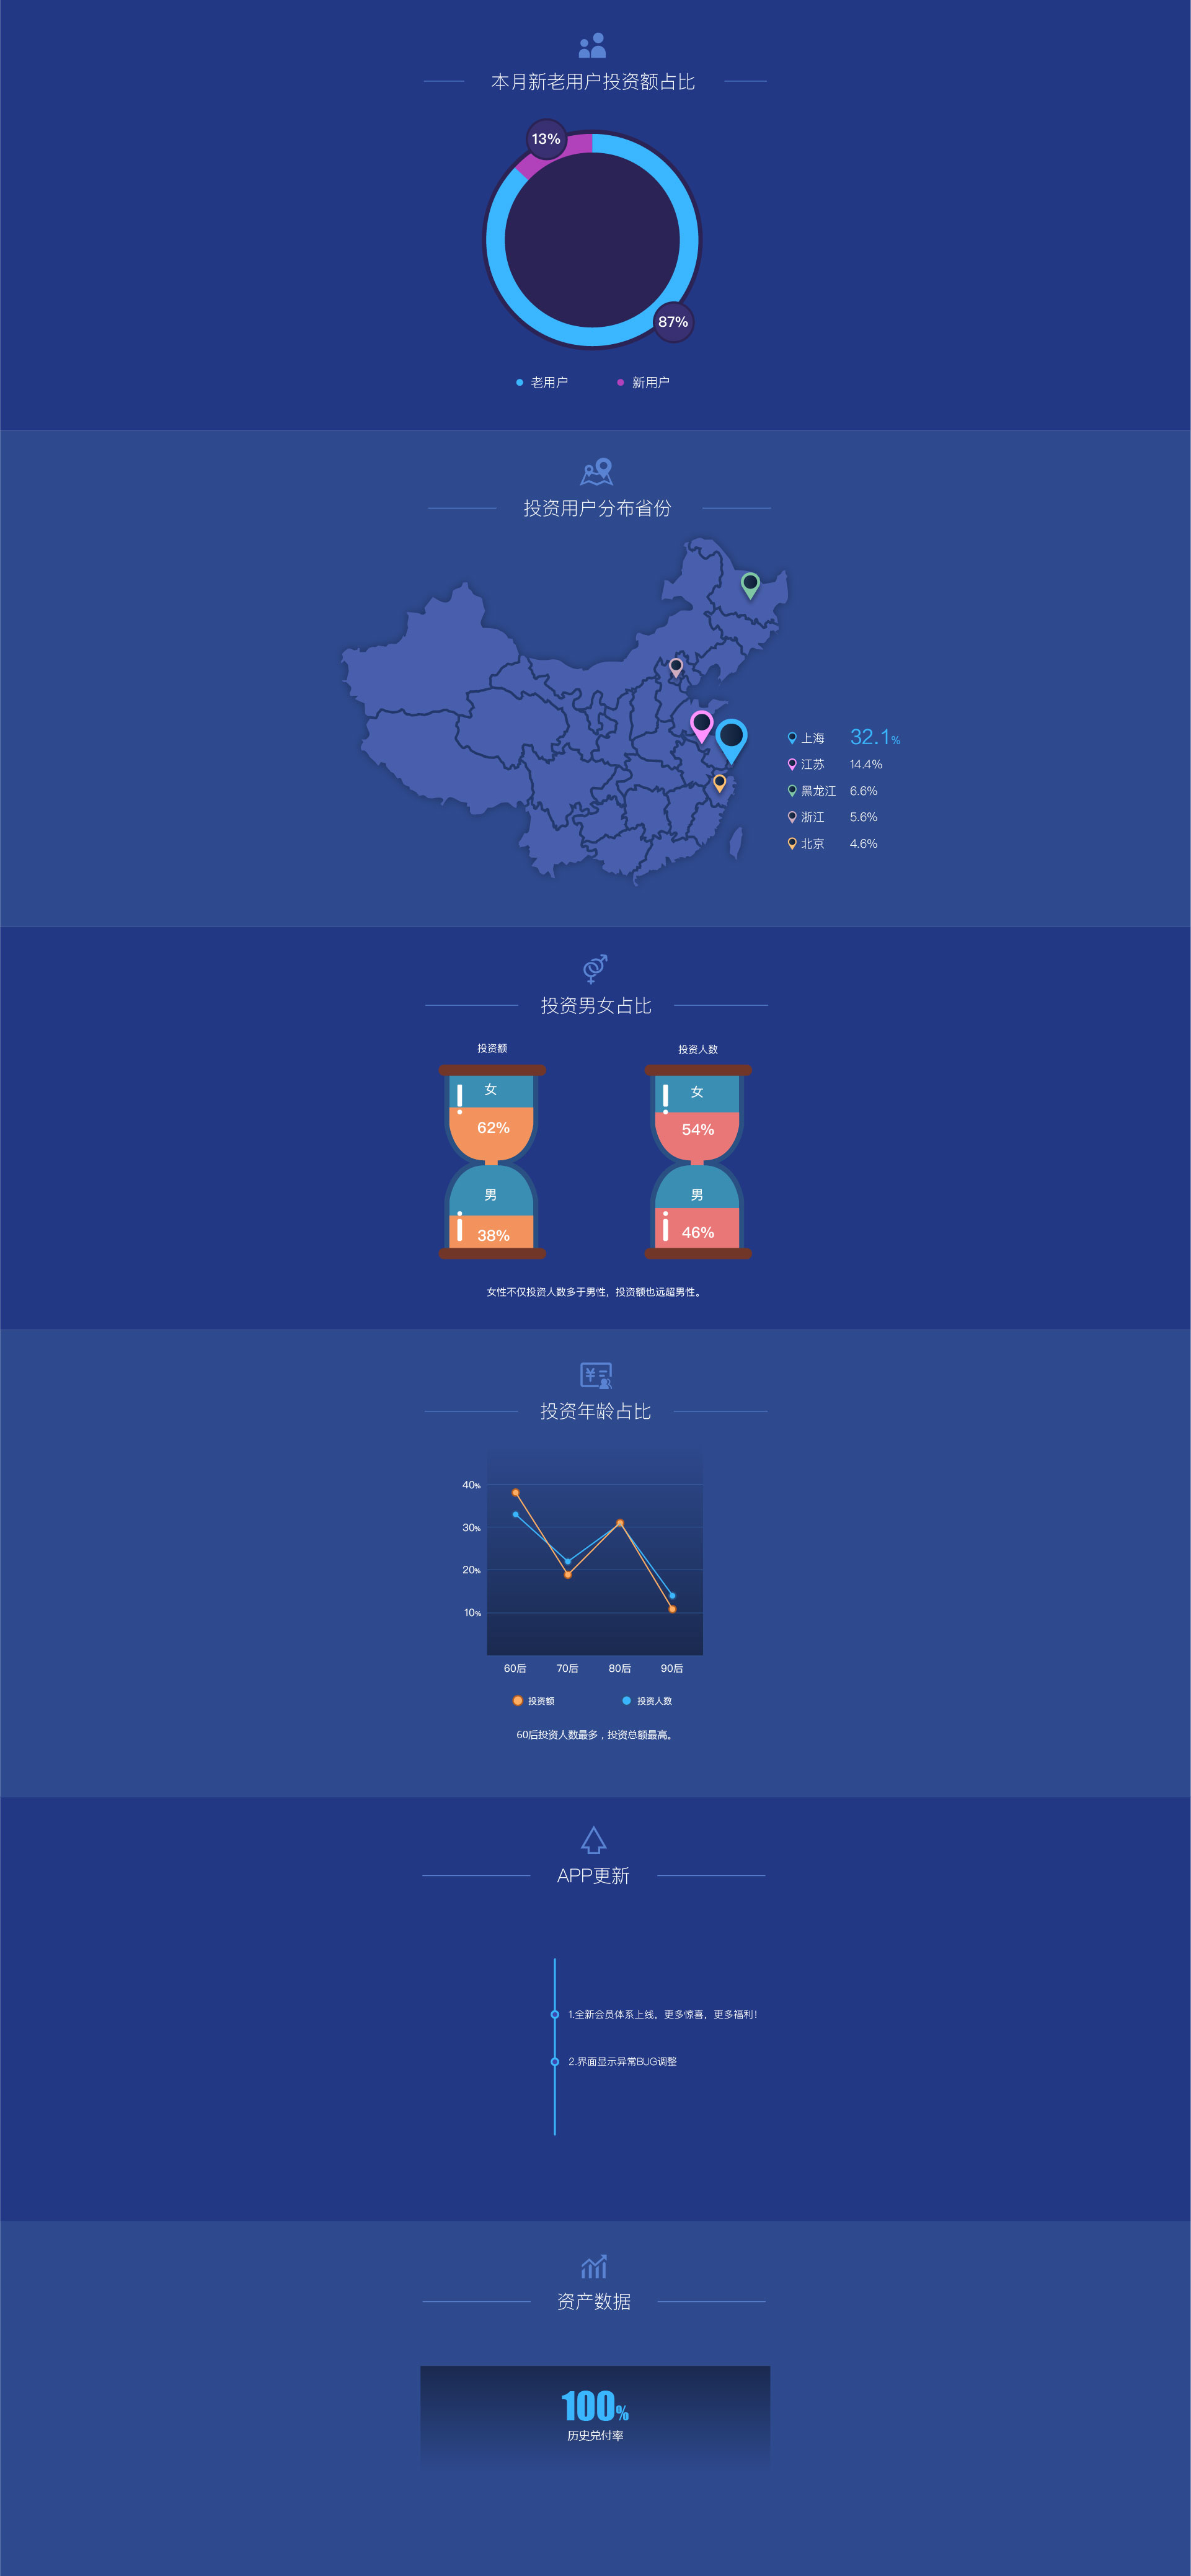 本月新老用户投资额占比
13%
87%
老用户 新用户
投资用户分布省份
上海 32.1%
江苏 14.4%
黑龙江 6.6%
浙江 5.6%
北京 4.6%
投资男女占比
投资额 投资人数
女 女
62% 54%
男 男
38% 46%
女性不仅投资人数多于男性，投资额也远超男性。
投资年龄占比
40%
30%
20%
10%
60后 70后 80后 90后
投资额 投资人数
60后投资人数最多，投资总额最高。
APP更新
1.全新会员体系上线，更多惊喜，更多福利！
2.界面显示异常BUG调整
资产数据
100%
历史兑付率